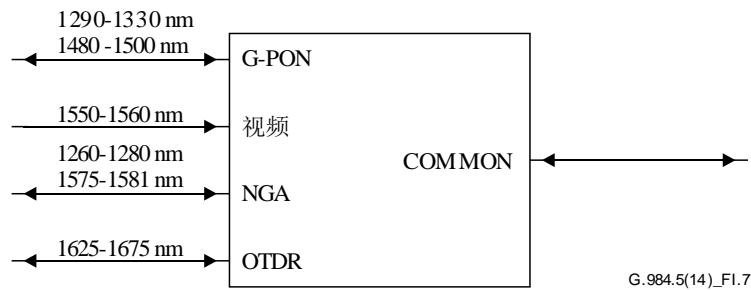 1290-1330 nm
1480 -1500 nm
G-PON
1550-1560 nm
视频
1260-1280 nm
COMMON
1575-1581 nm
NGA
1625-1675 nm
OTDR
G.984.5(14)_FI.7